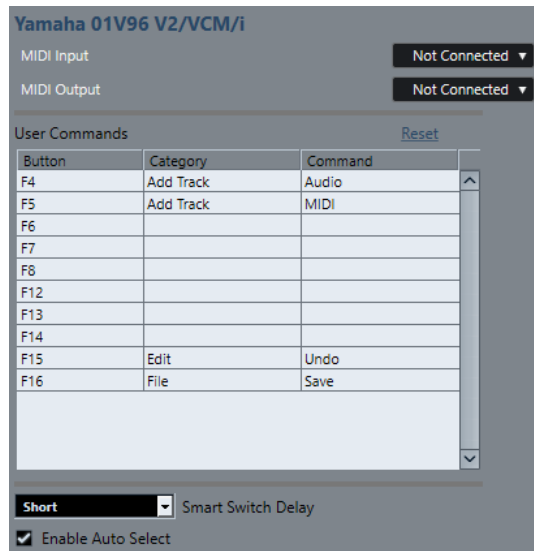 Yamaha 01V96 V2/VCM/i
MIDI Input Not Connected
MIDI Output Not Connected
User Commands Reset
Button Category Command
F4 Add Track Audio
F5 Add Track MIDI
F6
F7
F8
F12
F13
F14
F15 Edit Undo
F16 File Save
Short Smart Switch Delay
Enable Auto Select